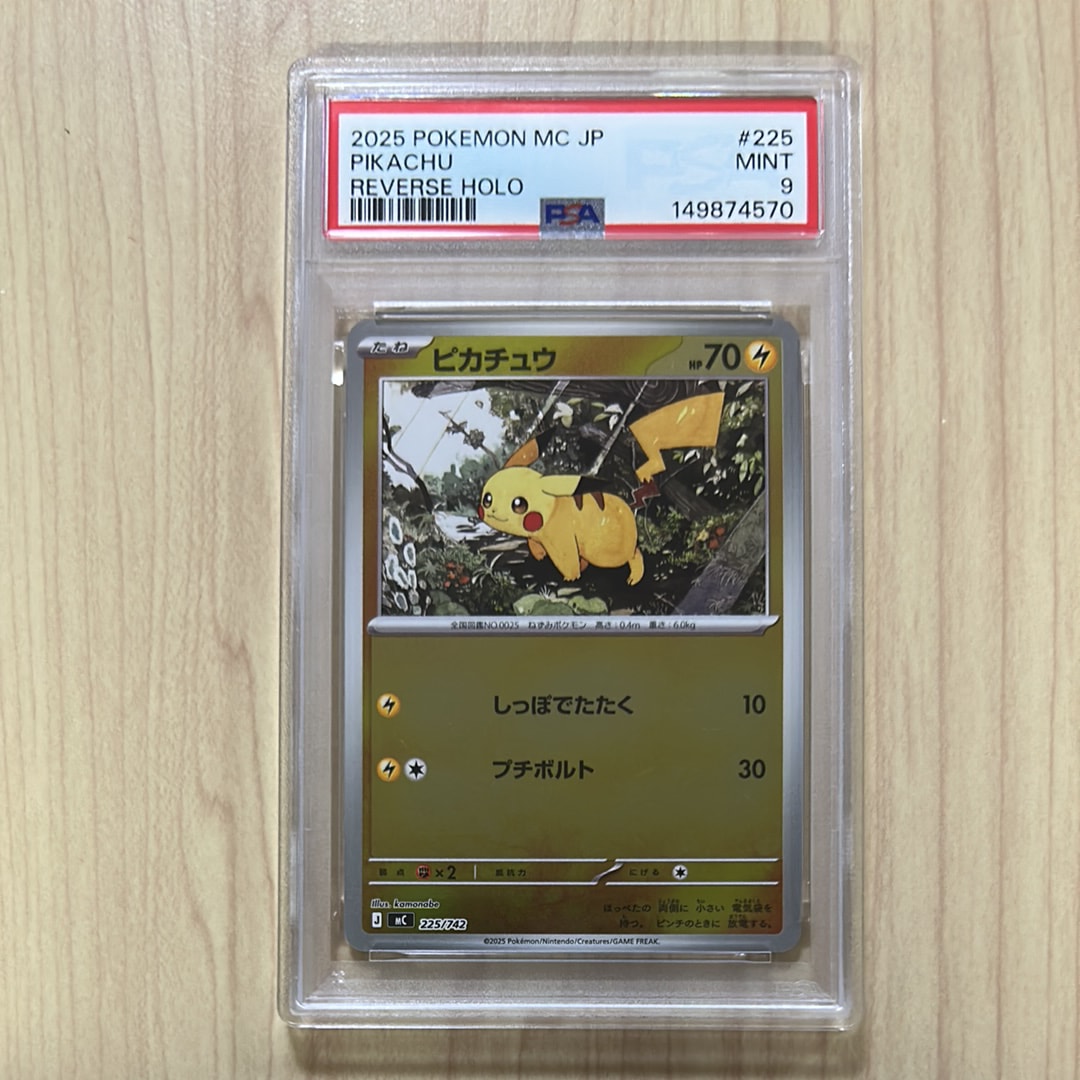 2025 POKEMON MC JP #225
PIKACHU MINT
REVERSE HOLO 9
PSA 149874570
たね ピカチュウ HP70
全国図鑑NO.0025 ねずみポケモン 高さ:0.4m 重さ:6.0kg
しっぽでたたく 10
プチボルト 30
弱点 ×2 抵抗力 にげる
Illus. kamonabe
ほっぺたの 両側に 小さい 電気袋を
持つ。 ピンチのときに 放電する。
J MC 225/742
©2025 Pokémon/Nintendo/Creatures/GAME FREAK.